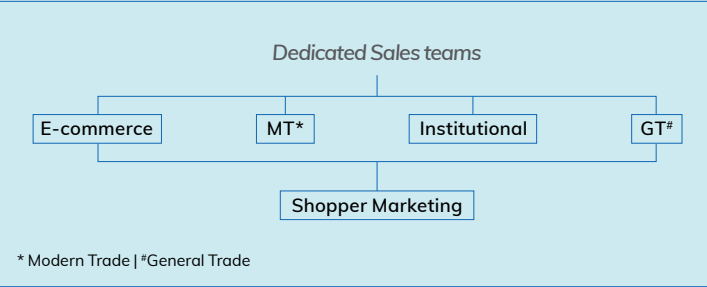 Dedicated Sales teams
E-commerce
MT*
Institutional
GT#
Shopper Marketing
* Modern Trade | #General Trade